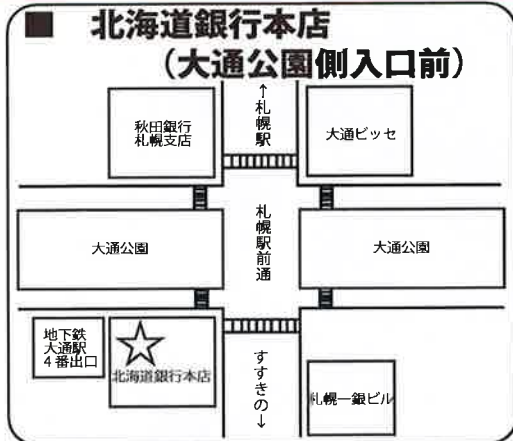 ■ 北海道銀行本店
(大通公園側入口前)
↑札幌駅
秋田銀行
札幌支店
大通ビッセ
大通公園
札幌駅前通
大通公園
地下鉄
大通駅
4番出口
北海道銀行本店
すすきの↓
札幌一銀ビル